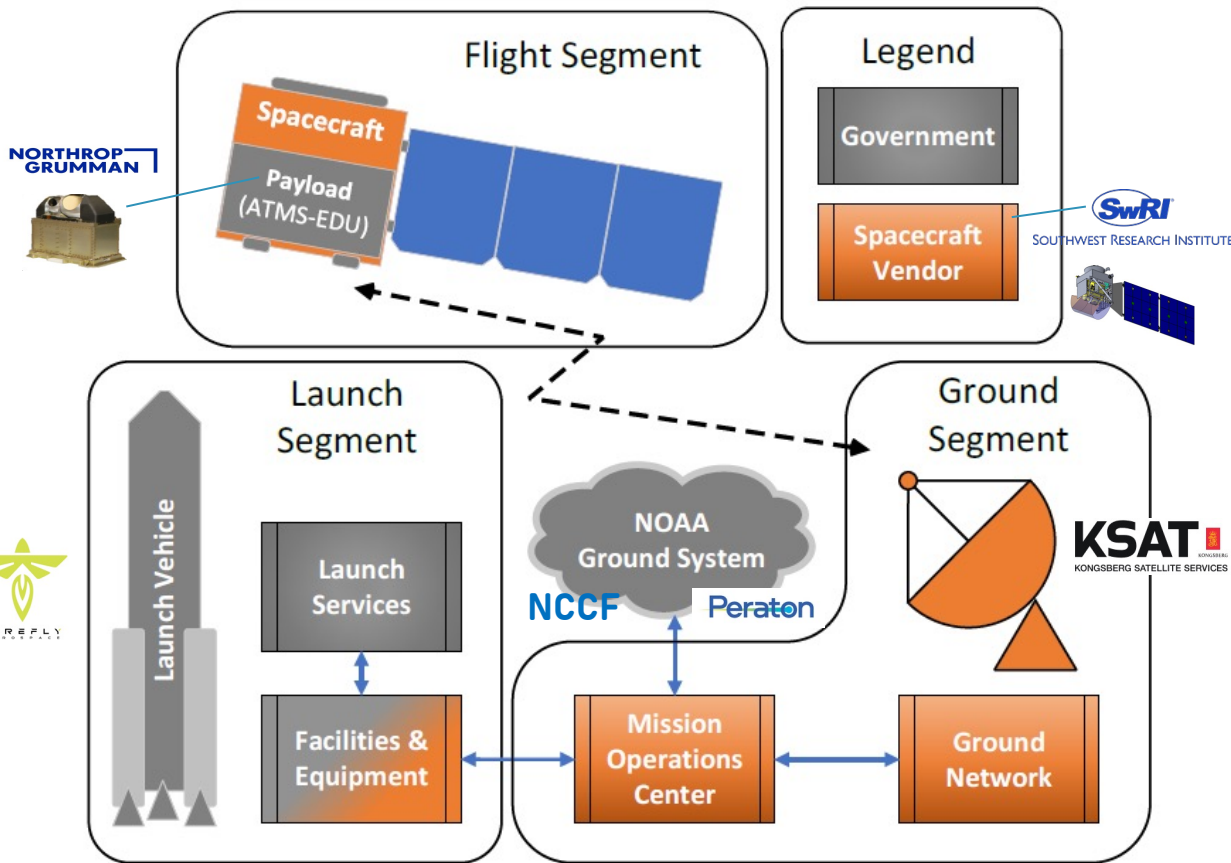 Flight Segment
Legend
Spacecraft
Payload
(ATMS-EDU)
NORTHROP
GRUMMAN
Government
Spacecraft
Vendor
SwRI
SOUTHWEST RESEARCH INSTITUTE
Launch
Segment
Launch Vehicle
Launch
Services
Facilities &
Equipment
NOAA
Ground System
NCCF
Peraton
Ground
Segment
KSAT
KONGSBERG
KONGSBERG SATELLITE SERVICES
Mission
Operations
Center
Ground
Network
REFLY